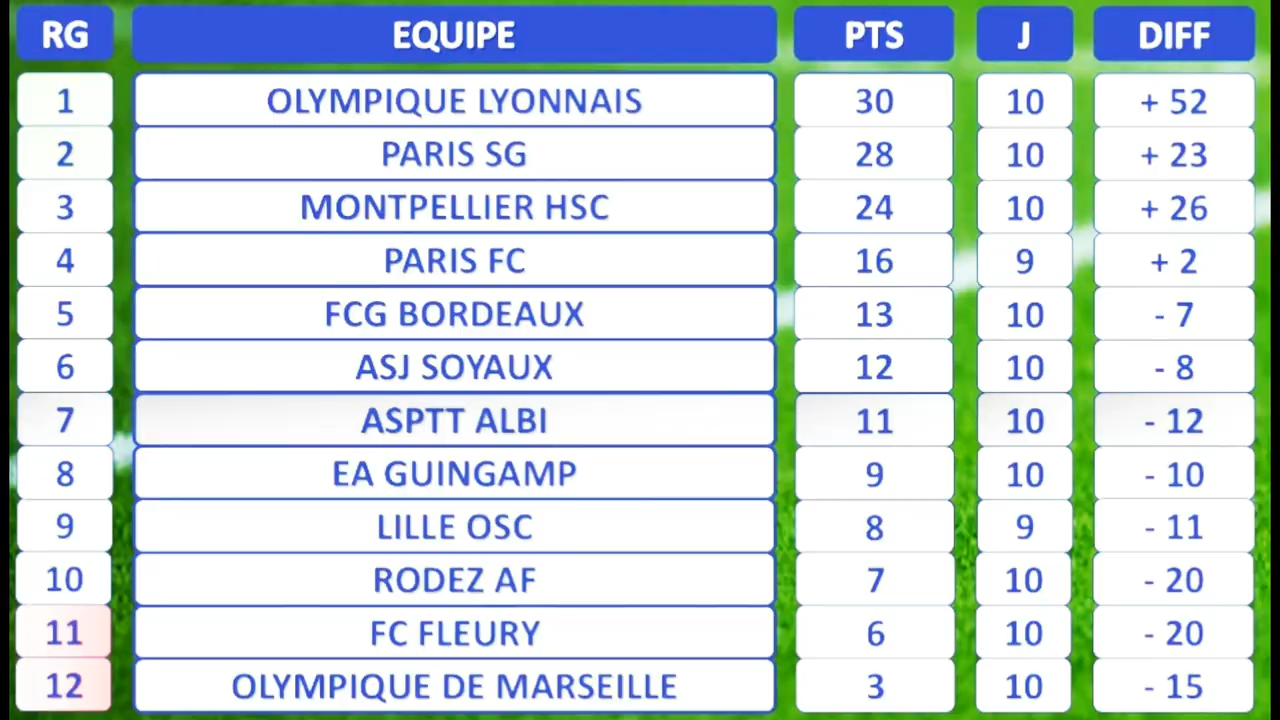 RG EQUIPE PTS J DIFF
1 OLYMPIQUE LYONNAIS 30 10 + 52
2 PARIS SG 28 10 + 23
3 MONTPELLIER HSC 24 10 + 26
4 PARIS FC 16 9 + 2
5 FCG BORDEAUX 13 10 - 7
6 ASJ SOYAUX 12 10 - 8
7 ASPTT ALBI 11 10 - 12
8 EA GUINGAMP 9 10 - 10
9 LILLE OSC 8 9 - 11
10 RODEZ AF 7 10 - 20
11 FC FLEURY 6 10 - 20
12 OLYMPIQUE DE MARSEILLE 3 10 - 15